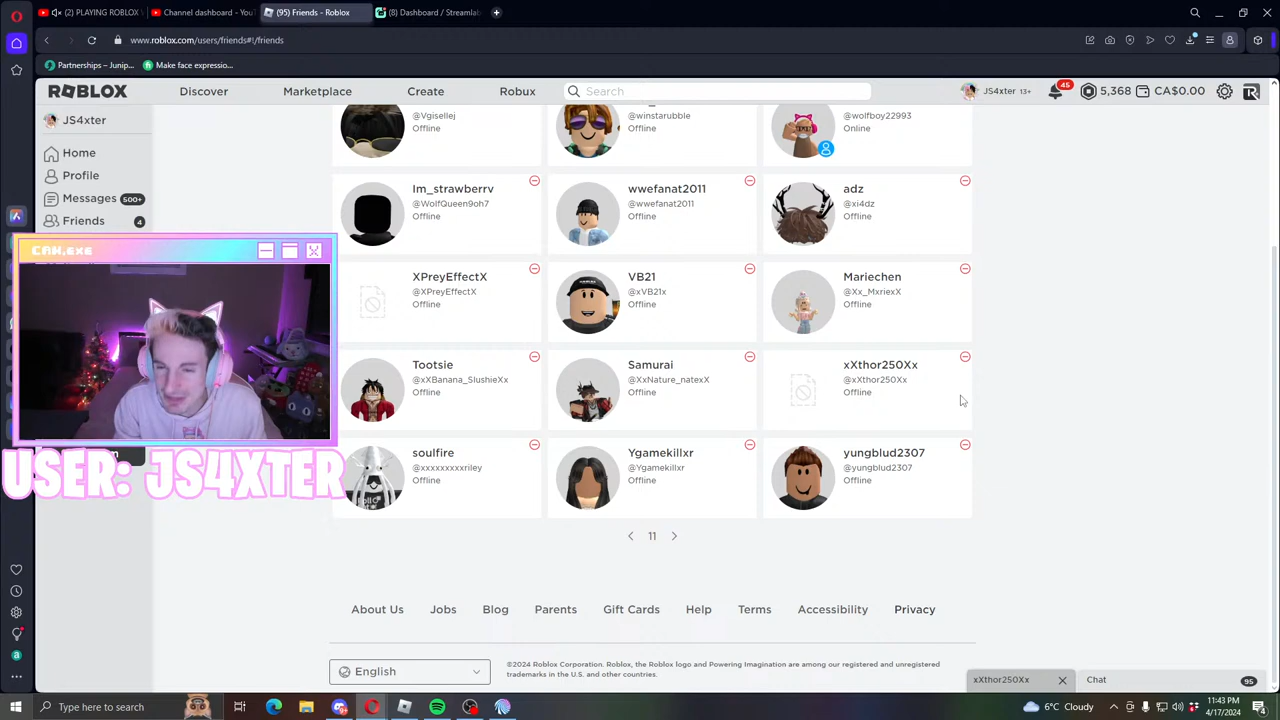 (2) PLAYING ROBLOX
Channel dashboard - You
(95) Friends - Roblox
(8) Dashboard / Streamlab
www.roblox.com/users/friends#!/friends
Partnerships – Junip...
Make face expressio...
ROBLOX
Discover
Marketplace
Create
Robux
Search
JS4xter 13+
45
5,368
CA$0.00
JS4xter
Home
Profile
Messages 500+
Friends 4
@Vgisellej
Offline
@winstarubble
Offline
@wolfboy22993
Online
Im_strawberry
@WolfQueen9oh7
Offline
wwefanat2011
@wwefanat2011
Offline
adz
@xi4dz
Offline
CAM.EXE
XPreyEffectX
@XPreyEffectX
Offline
VB21
@xVB21x
Offline
Mariechen
@Xx_MxriexX
Offline
Tootsie
@xXBanana_SlushieXx
Offline
Samurai
@XxNature_natexX
Offline
xXthor250Xx
@xXthor250Xx
Offline
USER: JS4XTER
soulfire
@xxxxxxxxxriley
Offline
Ygamekillxr
@Ygamekillxr
Offline
yungblud2307
@yungblud2307
Offline
11
About Us
Jobs
Blog
Parents
Gift Cards
Help
Terms
Accessibility
Privacy
English
©2024 Roblox Corporation. Roblox, the Roblox logo and Powering Imagination are among our registered and unregistered
trademarks in the U.S. and other countries.
xXthor250Xx
Chat
95
Type here to search
6°C Cloudy
11:43 PM
4/17/2024
4